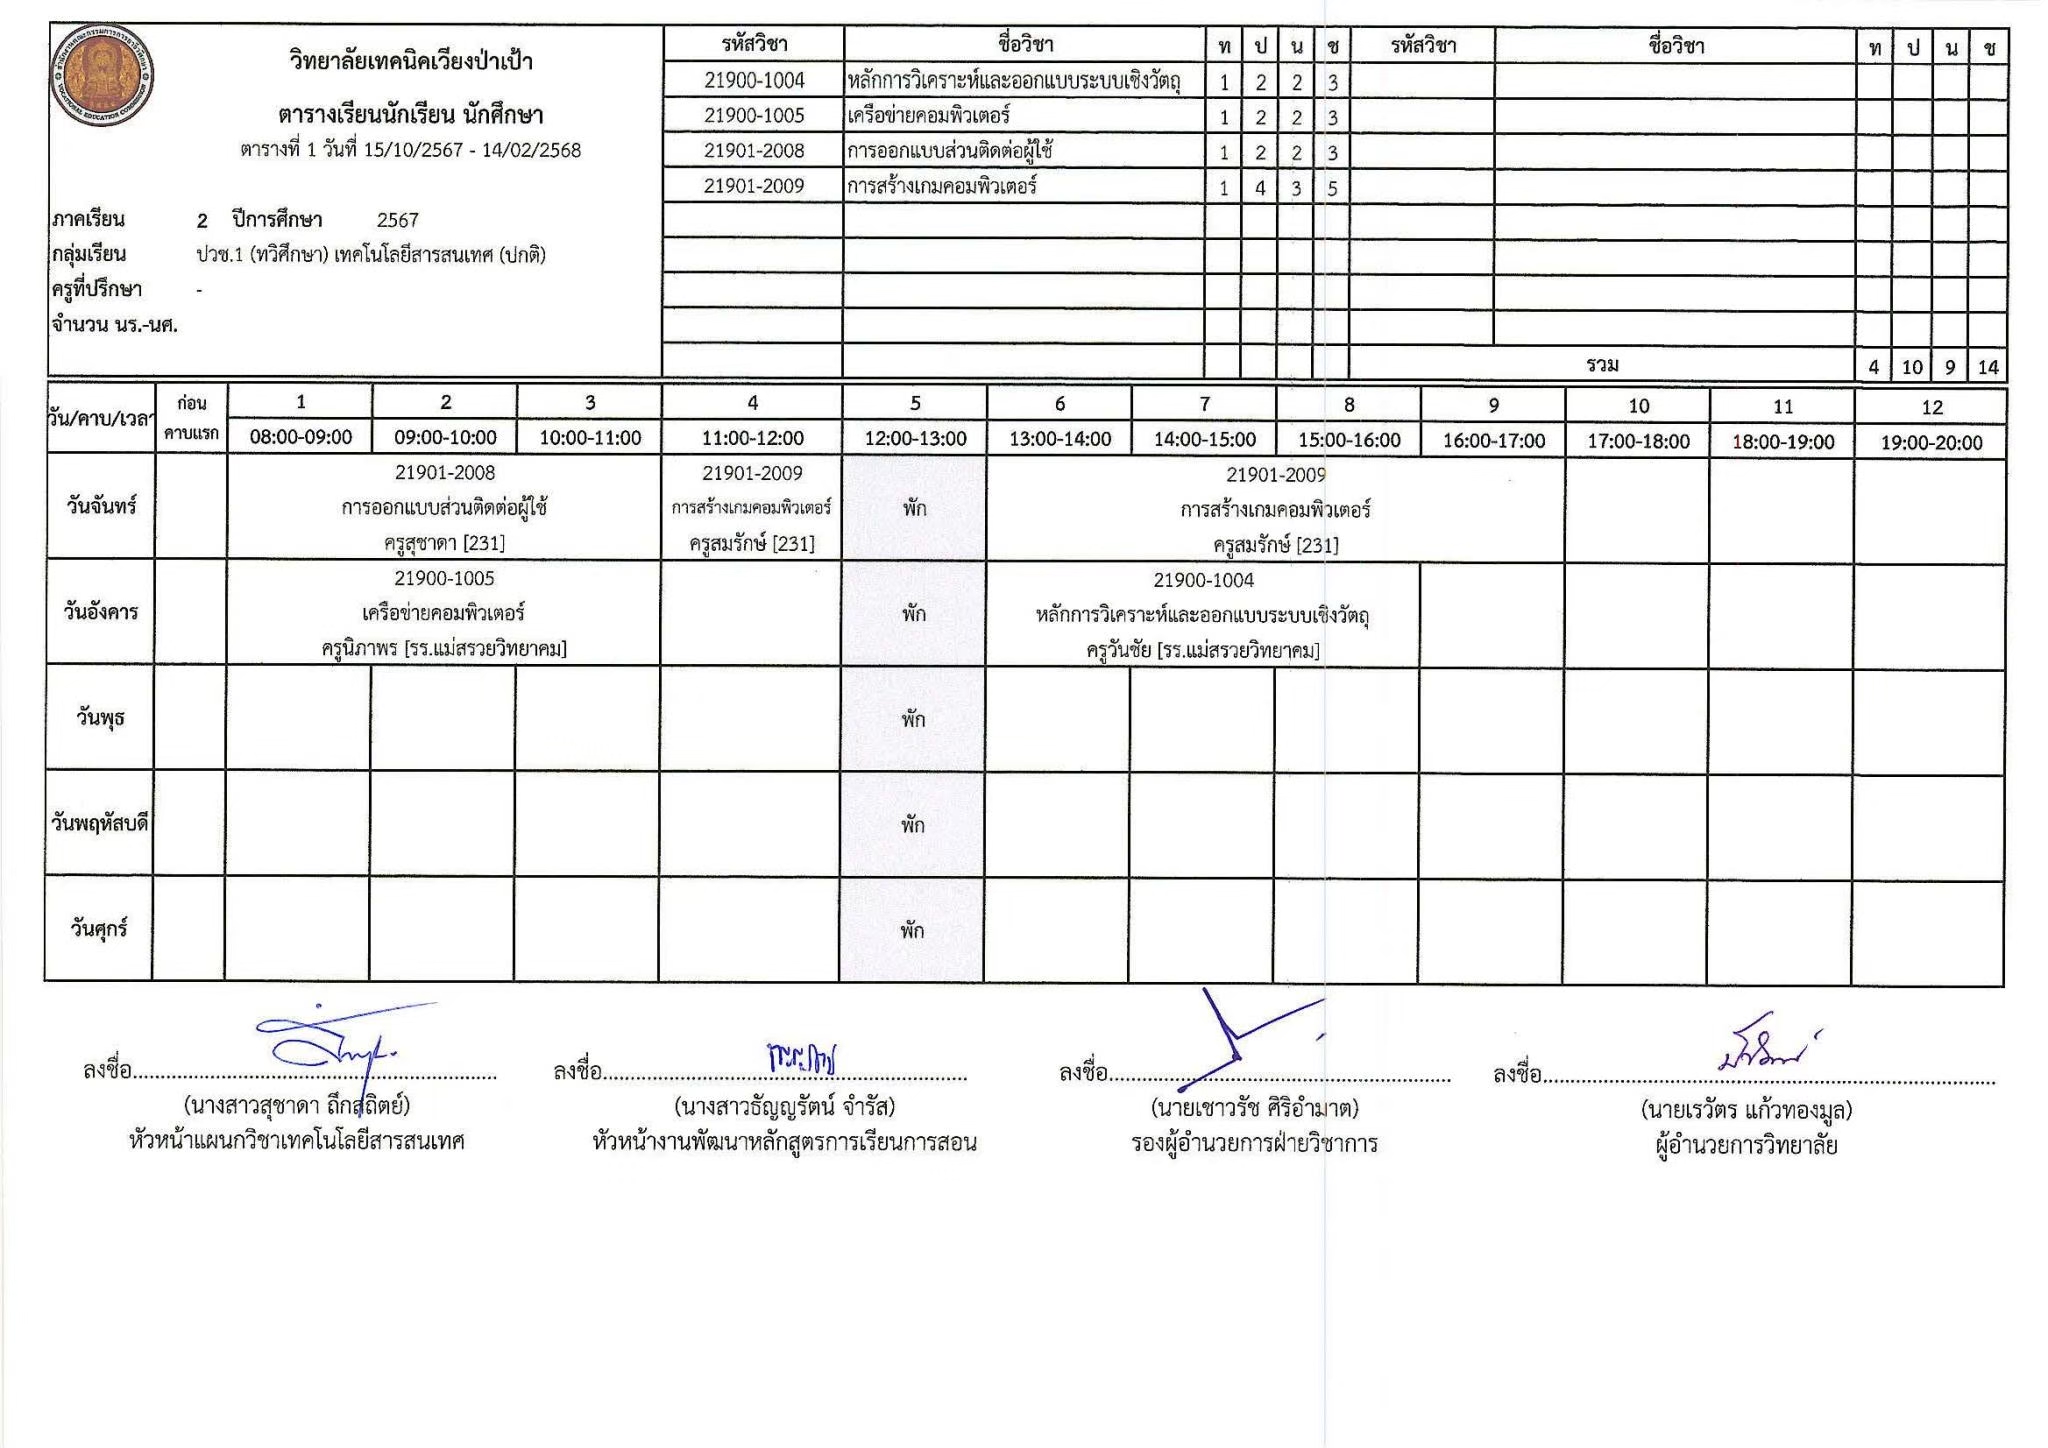 วิทยาลัยเทคนิคเวียงป่าเป้า
ตารางเรียนนักเรียน นักศึกษา
ตารางที่ 1 วันที่ 15/10/2567 - 14/02/2568
ภาคเรียน 2 ปีการศึกษา 2567
กลุ่มเรียน ปวช.1 (ทวิศึกษา) เทคโนโลยีสารสนเทศ (ปกติ)
ครูที่ปรึกษา -
จำนวน นร.-นศ.
รหัสวิชา ชื่อวิชา ท ป น ช รหัสวิชา ชื่อวิชา ท ป น ช
21900-1004 หลักการวิเคราะห์และออกแบบระบบเชิงวัตถุ 1 2 2 3
21900-1005 เครือข่ายคอมพิวเตอร์ 1 2 2 3
21901-2008 การออกแบบส่วนติดต่อผู้ใช้ 1 2 2 3
21901-2009 การสร้างเกมคอมพิวเตอร์ 1 4 3 5
รวม 4 10 9 14
วัน/คาบ/เวลา ก่อน 1 2 3 4 5 6 7 8 9 10 11 12
คาบแรก 08:00-09:00 09:00-10:00 10:00-11:00 11:00-12:00 12:00-13:00 13:00-14:00 14:00-15:00 15:00-16:00 16:00-17:00 17:00-18:00 18:00-19:00 19:00-20:00
21901-2008 21901-2009 21901-2009
วันจันทร์ การออกแบบส่วนติดต่อผู้ใช้ การสร้างเกมคอมพิวเตอร์ พัก การสร้างเกมคอมพิวเตอร์
ครูสุชาดา [231] ครูสมรักษ์ [231] ครูสมรักษ์ [231]
21900-1005 21900-1004
วันอังคาร เครือข่ายคอมพิวเตอร์ พัก หลักการวิเคราะห์และออกแบบระบบเชิงวัตถุ
ครูนิภาพร [รร.แม่สรวยวิทยาคม] ครูวันชัย [รร.แม่สรวยวิทยาคม]
วันพุธ พัก
วันพฤหัสบดี พัก
วันศุกร์ พัก
ลงชื่อ ลงชื่อ ลงชื่อ ลงชื่อ
(นางสาวสุชาดา ถึกสถิตย์) (นางสาวธัญญรัตน์ จำรัส) (นายเชาวรัช ศิริอำมาต) (นายเรวัตร แก้วทองมูล)
หัวหน้าแผนกวิชาเทคโนโลยีสารสนเทศ หัวหน้างานพัฒนาหลักสูตรการเรียนการสอน รองผู้อำนวยการฝ่ายวิชาการ ผู้อำนวยการวิทยาลัย